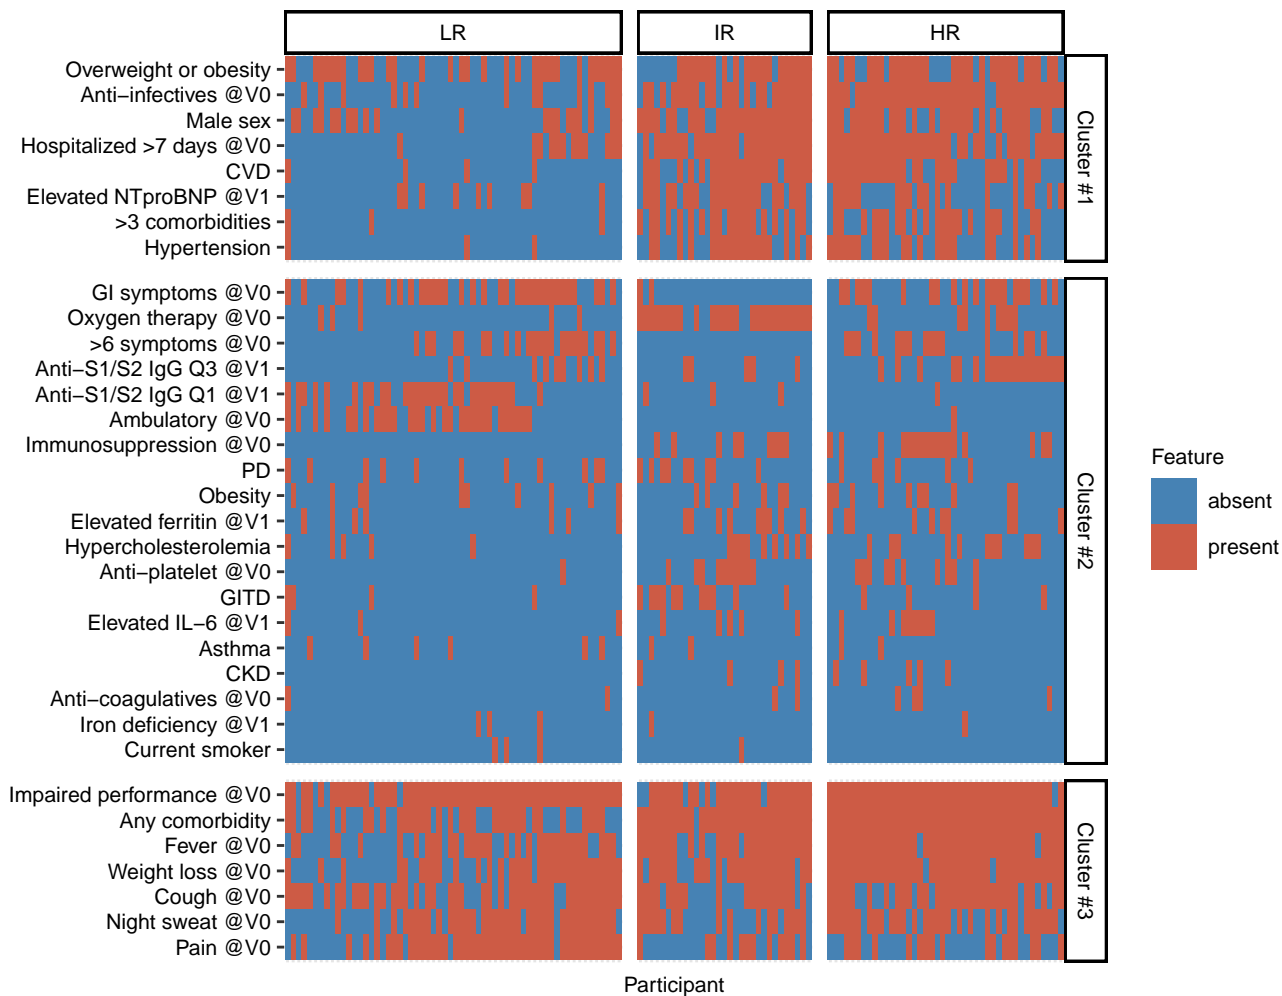 LR
IR
HR
Overweight or obesity
Anti−infectives @V0
Male sex
Hospitalized >7 days @V0
CVD
Elevated NTproBNP @V1
>3 comorbidities
Hypertension
Cluster #1
GI symptoms @V0
Oxygen therapy @V0
>6 symptoms @V0
Anti−S1/S2 IgG Q3 @V1
Anti−S1/S2 IgG Q1 @V1
Ambulatory @V0
Immunosuppression @V0
PD
Obesity
Elevated ferritin @V1
Hypercholesterolemia
Anti−platelet @V0
GITD
Elevated IL−6 @V1
Asthma
CKD
Anti−coagulatives @V0
Iron deficiency @V1
Current smoker
Cluster #2
Impaired performance @V0
Any comorbidity
Fever @V0
Weight loss @V0
Cough @V0
Night sweat @V0
Pain @V0
Cluster #3
Participant
Feature
absent
present